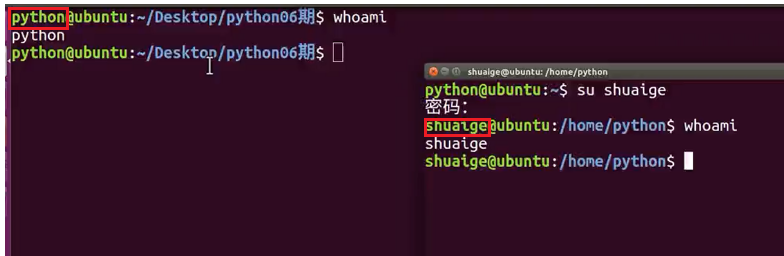 python@ubuntu:~/Desktop/python06期$ whoami
python
python@ubuntu:~/Desktop/python06期$
shuaige@ubuntu: /home/python
python@ubuntu:~$ su shuaige
密码：
shuaige@ubuntu:/home/python$ whoami
shuaige
shuaige@ubuntu:/home/python$